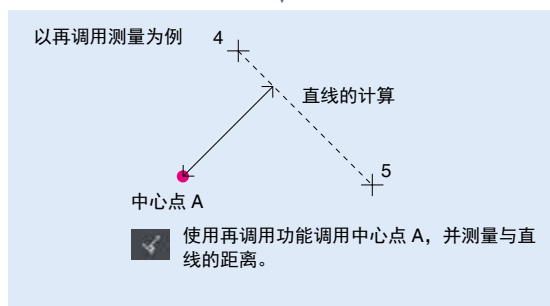 以再调用测量为例
4
直线的计算
5
中心点 A
使用再调用功能调用中心点 A，并测量与直
线的距离。